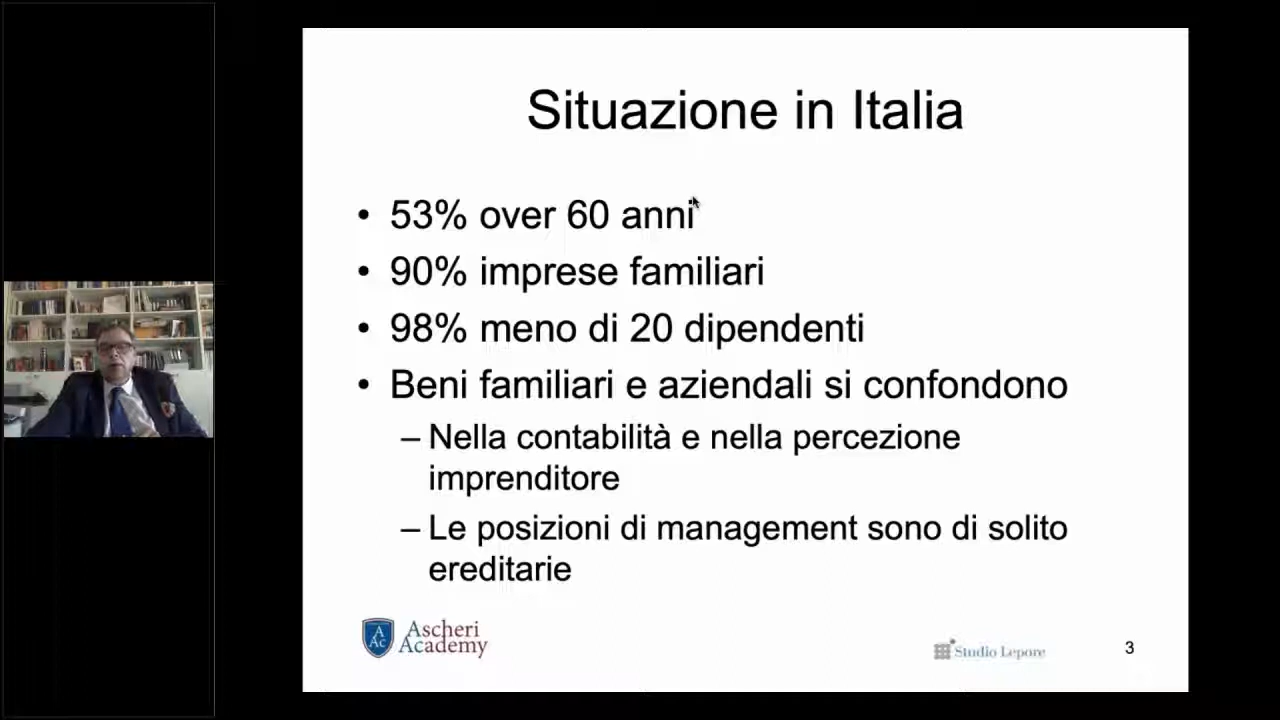 Situazione in Italia
• 53% over 60 anni
• 90% imprese familiari
• 98% meno di 20 dipendenti
• Beni familiari e aziendali si confondono
– Nella contabilità e nella percezione
imprenditore
– Le posizioni di management sono di solito
ereditarie
A
Ac
Ascheri
Academy
Studio Lepore
3